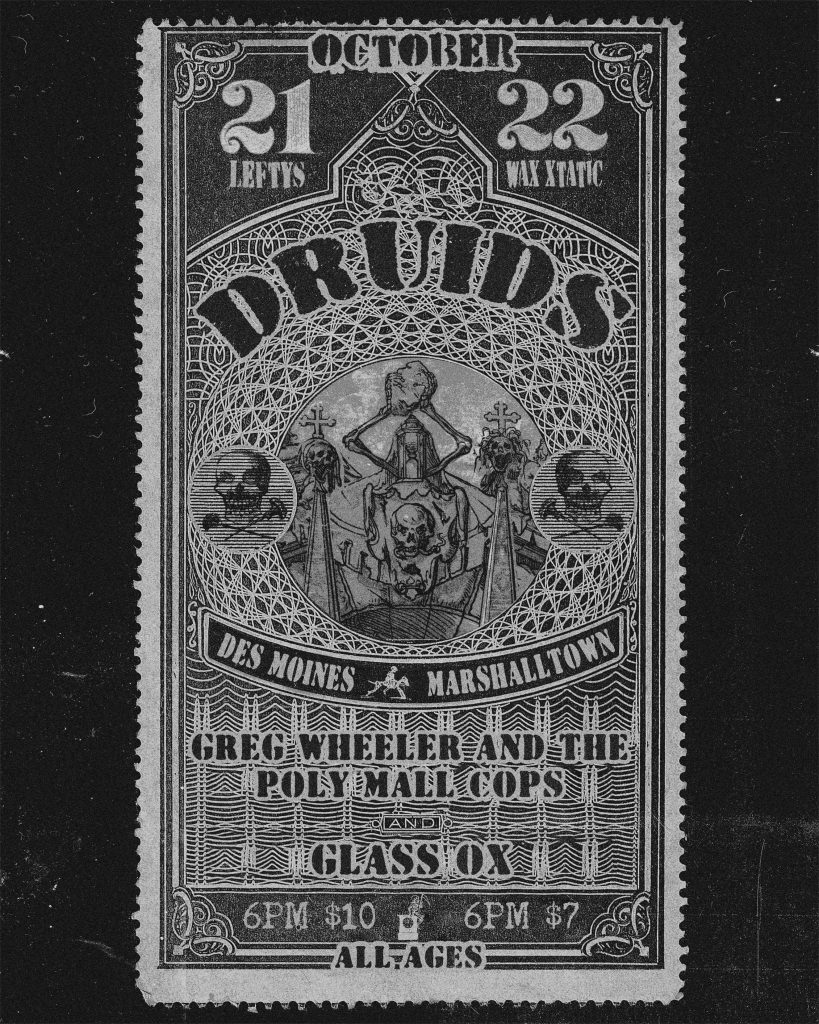 OCTOBER
21 22
LEFTYS WAX XTATIC
DRUIDS
DES MOINES MARSHALLTOWN
GREG WHEELER AND THE
POLY MALL COPS
AND
GLASS OX
6PM $10 6PM $7
ALL-AGES